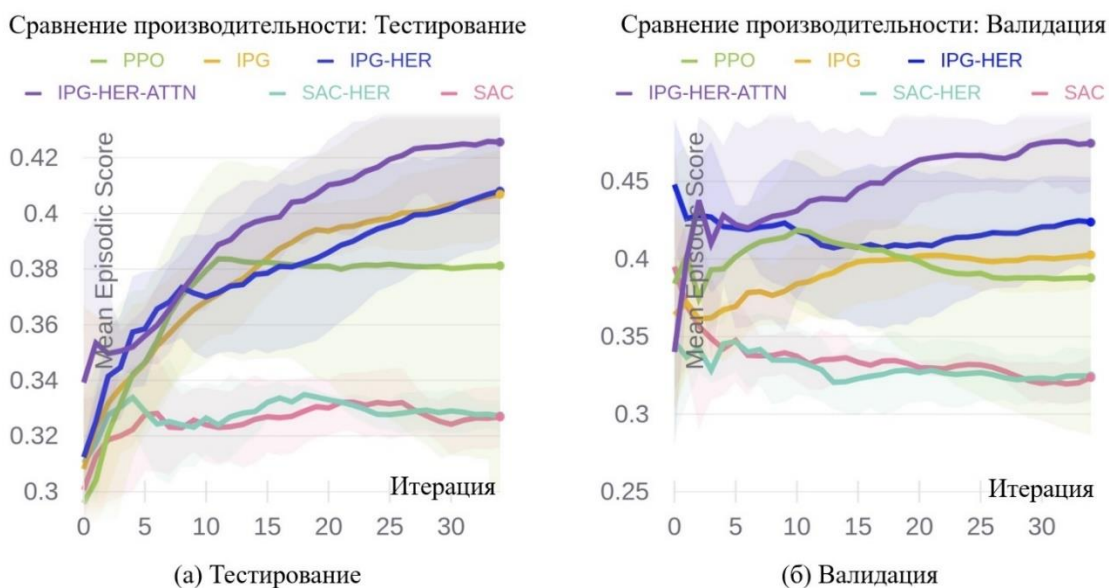 Сравнение производительности: Тестирование
PPO IPG IPG-HER
IPG-HER-ATTN SAC-HER SAC
Mean Episodic Score
0.42
0.4
0.38
0.36
0.34
0.32
0.3
Итерация
0 5 10 15 20 25 30
(а) Тестирование
Сравнение производительности: Валидация
PPO IPG IPG-HER
IPG-HER-ATTN SAC-HER SAC
Mean Episodic Score
0.45
0.4
0.35
0.3
0.25
Итерация
0 5 10 15 20 25 30
(б) Валидация